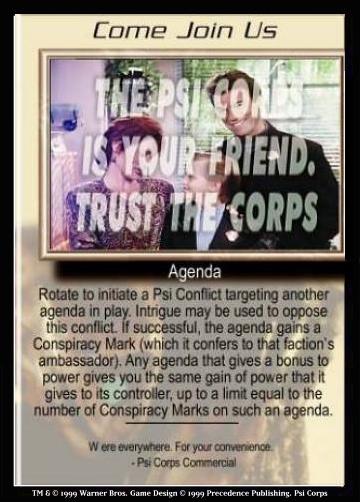 Come Join Us
THE PSI CORPS
IS YOUR FRIEND.
TRUST THE CORPS
Agenda
Rotate to initiate a Psi Conflict targeting another
agenda in play. Intrigue may be used to oppose
this conflict. If successful, the agenda gains a
Conspiracy Mark (which it confers to that faction's
ambassador). Any agenda that gives a bonus to
power gives you the same gain of power that it
gives to its controller, up to a limit equal to the
number of Conspiracy Marks on such an agenda.
W ere everywhere. For your convenience.
- Psi Corps Commercial
TM & © 1999 Warner Bros. Game Design © 1999 Precedence Publishing. Psi Corps